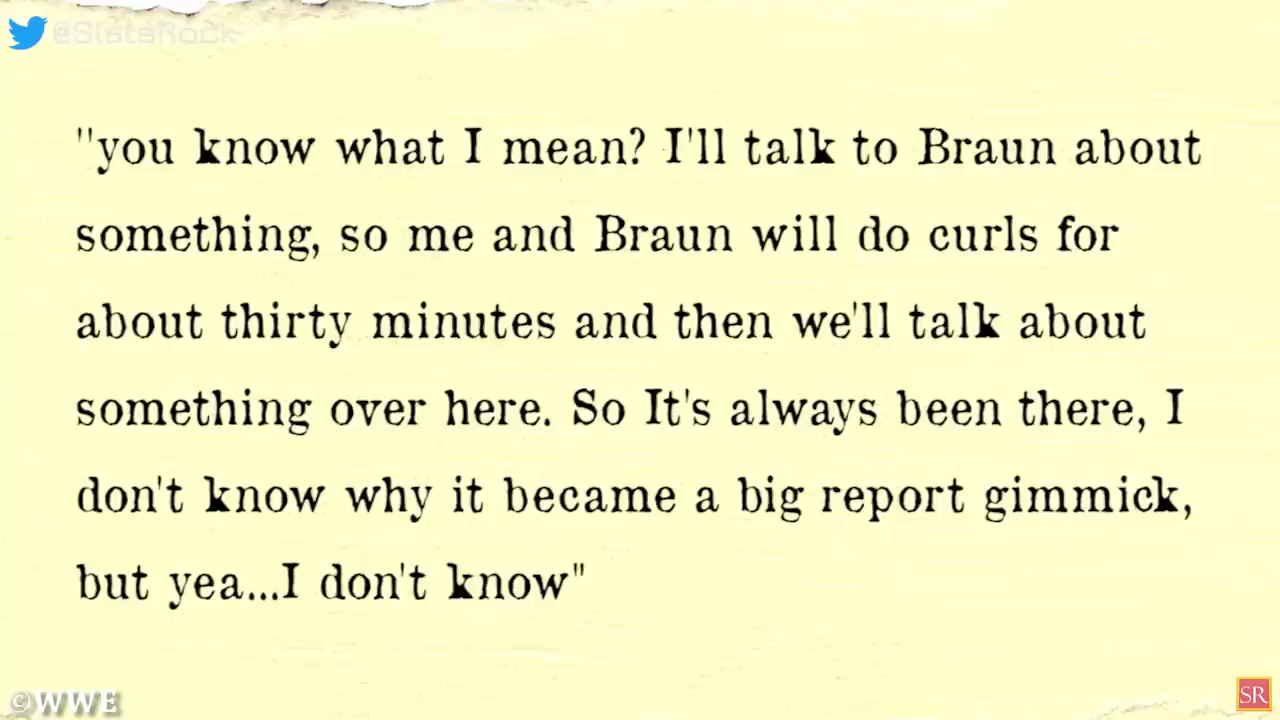 @SlateRock
"you know what I mean? I'll talk to Braun about
something, so me and Braun will do curls for
about thirty minutes and then we'll talk about
something over here. So It's always been there, I
don't know why it became a big report gimmick,
but yea...I don't know"
©WWE
SR